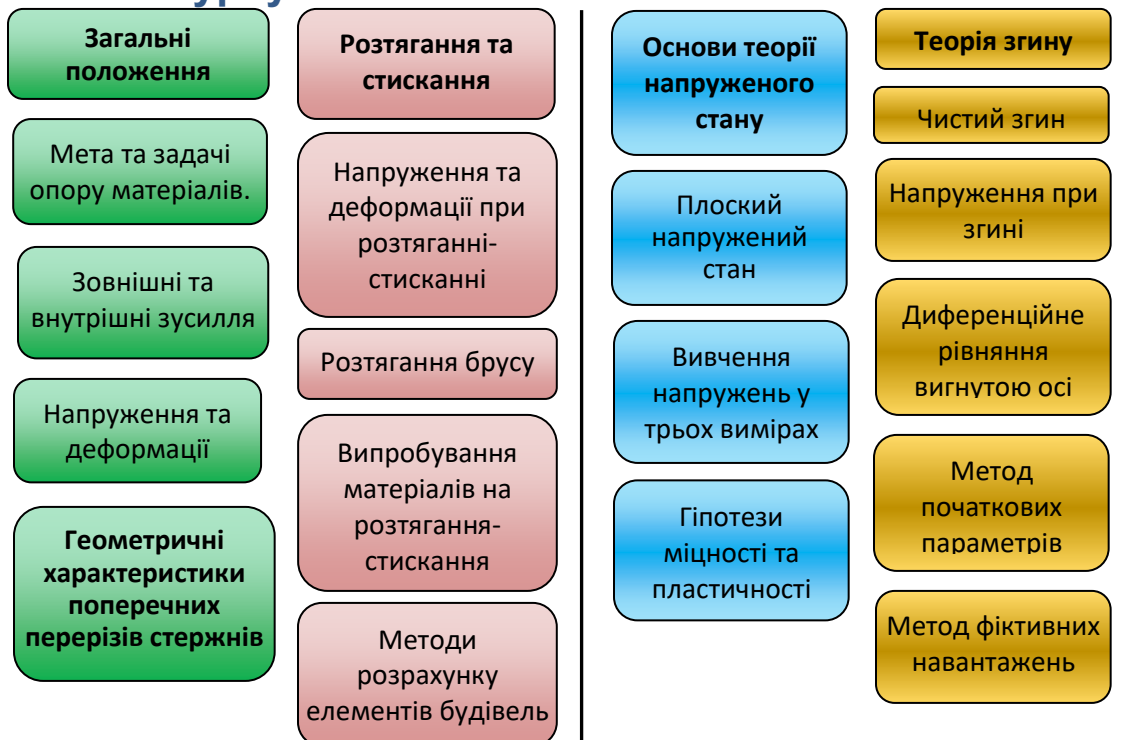 Загальні
положення
Мета та задачі
опору матеріалів.
Зовнішні та
внутрішні зусилля
Напруження та
деформації
Геометричні
характеристики
поперечних
перерізів стержнів
Розтягання та
стискання
Напруження та
деформації при
розтяганні-
стисканні
Розтягання брусу
Випробування
матеріалів на
розтягання-
стискання
Методи
розрахунку
елементів будівель
Основи теорії
напруженого
стану
Плоский
напружений
стан
Вивчення
напружень у
трьох вимірах
Гіпотези
міцності та
пластичності
Теорія згину
Чистий згин
Напруження при
згині
Диференційне
рівняння
вигнутою осі
Метод
початкових
параметрів
Метод фіктивних
навантажень